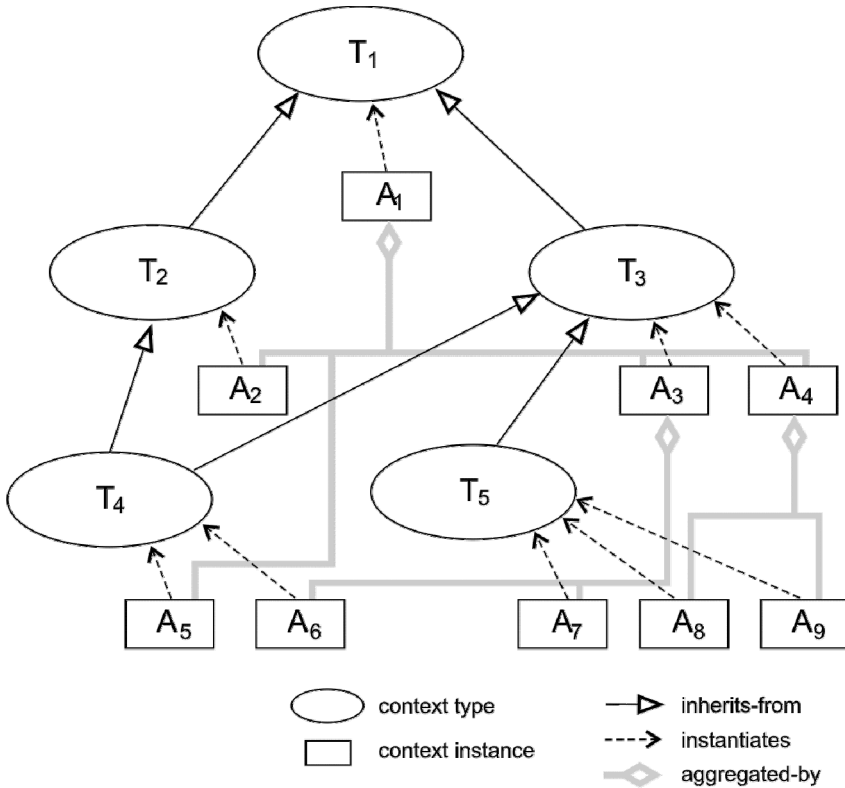 T₁
A₁
T₂
T₃
A₂
A₃
A₄
T₄
T₅
A₅
A₆
A₇
A₈
A₉
context type
inherits-from
context instance
instantiates
aggregated-by